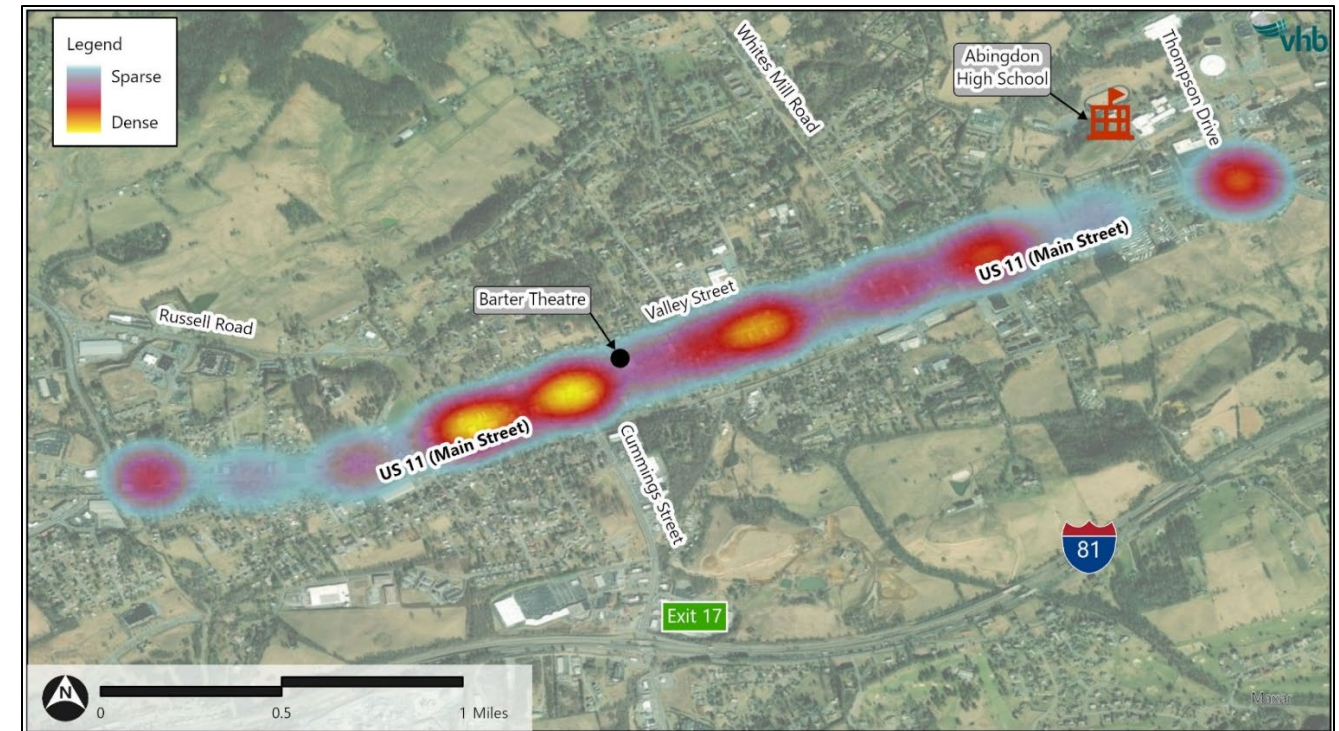 Legend
Sparse
Dense
vhb
Whites Mill Road
Abingdon
High School
Thompson Drive
US 11 (Main Street)
Valley Street
Barter Theatre
Russell Road
US 11 (Main Street)
Cummings Street
81
Exit 17
N
0
0.5
1 Miles
Maxar